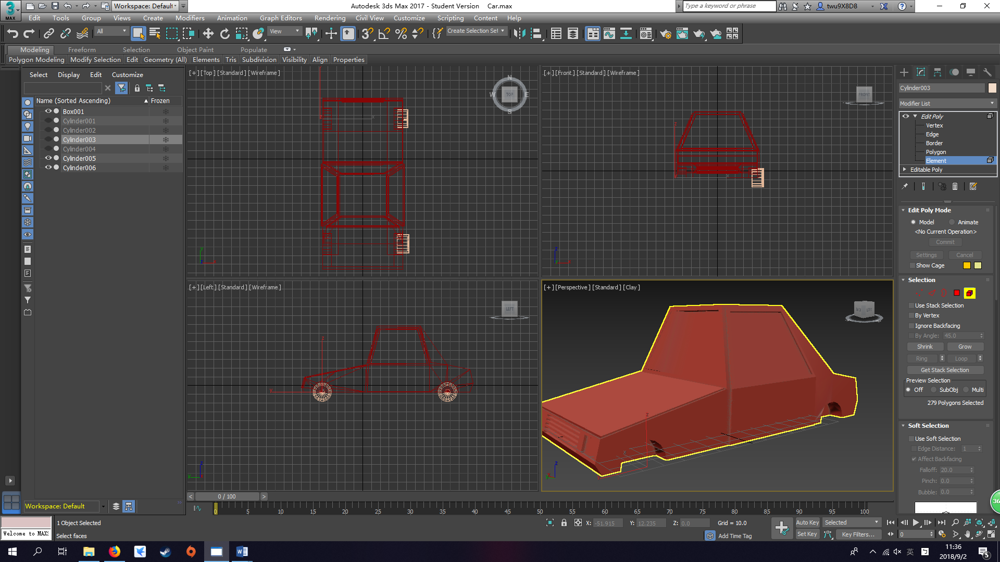 Workspace: Default
Autodesk 3ds Max 2017 - Student Version    Car.max
Type a keyword or phrase
twu9X8D8
MAX
Edit Tools Group Views Create Modifiers Animation Graph Editors Rendering Civil View Customize Scripting Content Help
All
View
Create Selection Set
Modeling Freeform Selection Object Paint Populate
Polygon Modeling Modify Selection Edit Geometry (All) Elements Tris Subdivision Visibility Align Properties
Select Display Edit Customize
Name (Sorted Ascending) Frozen
Box001
Cylinder001
Cylinder002
Cylinder003
Cylinder004
Cylinder005
Cylinder006
[+] [Top] [Standard] [Wireframe]
N
W TOP E
S
[+] [Front] [Standard] [Wireframe]
FRONT
[+] [Left] [Standard] [Wireframe]
LEFT
[+] [Perspective] [Standard] [Clay]
Cylinder003
Modifier List
Edit Poly
Vertex
Edge
Border
Polygon
Element
Editable Poly
Edit Poly Mode
Model Animate
<No Current Operation>
Commit
Settings Cancel
Show Cage
Selection
Use Stack Selection
By Vertex
Ignore Backfacing
By Angle: 45.0
Shrink Grow
Ring Loop
Get Stack Selection
Preview Selection
Off SubObj Multi
279 Polygons Selected
Soft Selection
Use Soft Selection
Edge Distance: 1
Affect Backfacing
Falloff: 20.0
Pinch: 0.0
Bubble: 0.0
36
0 / 100
Workspace: Default
0 5 10 15 20 25 30 35 40 45 50 55 60 65 70 75 80 85 90 95 100
1 Object Selected
Welcome to MAX
Select faces
X: -51.915 Y: 12.235 Z: 0.0 Grid = 10.0
Add Time Tag
Auto Key Selected
Set Key Key Filters...
0
英
11:36
2018/9/2
5